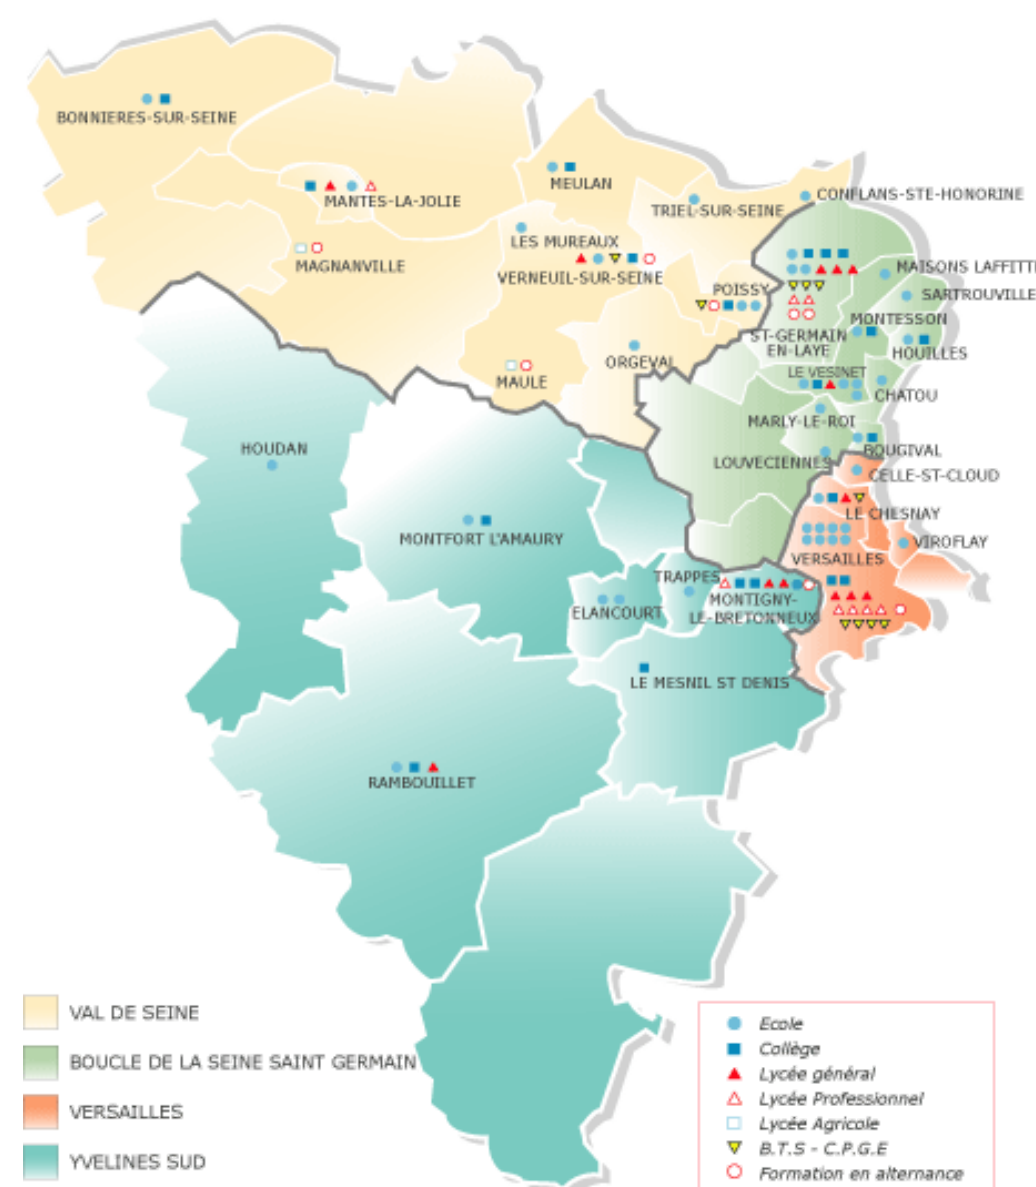 BONNIERES-SUR-SEINE
MEULAN
MANTES-LA-JOLIE
TRIEL-SUR-SEINE
CONFLANS-STE-HONORINE
LES MUREAUX
MAGNANVILLE
VERNEUIL-SUR-SEINE
MAISONS LAFFITTE
POISSY
SARTROUVILLE
MONTESSON
ST-GERMAIN
EN-LAYE
HOUILLES
ORGEVAL
LE VESINET
MAULE
CHATOU
MARLY-LE-ROI
HOUDAN
BOUGIVAL
LOUVECIENNES
CELLE-ST-CLOUD
LE CHESNAY
MONTFORT L'AMAURY
VIROFLAY
VERSAILLES
TRAPPES
ELANCOURT
MONTIGNY-
LE-BRETONNEUX
LE MESNIL ST DENIS
RAMBOUILLET
VAL DE SEINE
BOUCLE DE LA SEINE SAINT GERMAIN
VERSAILLES
YVELINES SUD
Ecole
Collège
Lycée général
Lycée Professionnel
Lycée Agricole
B.T.S - C.P.G.E
Formation en alternance